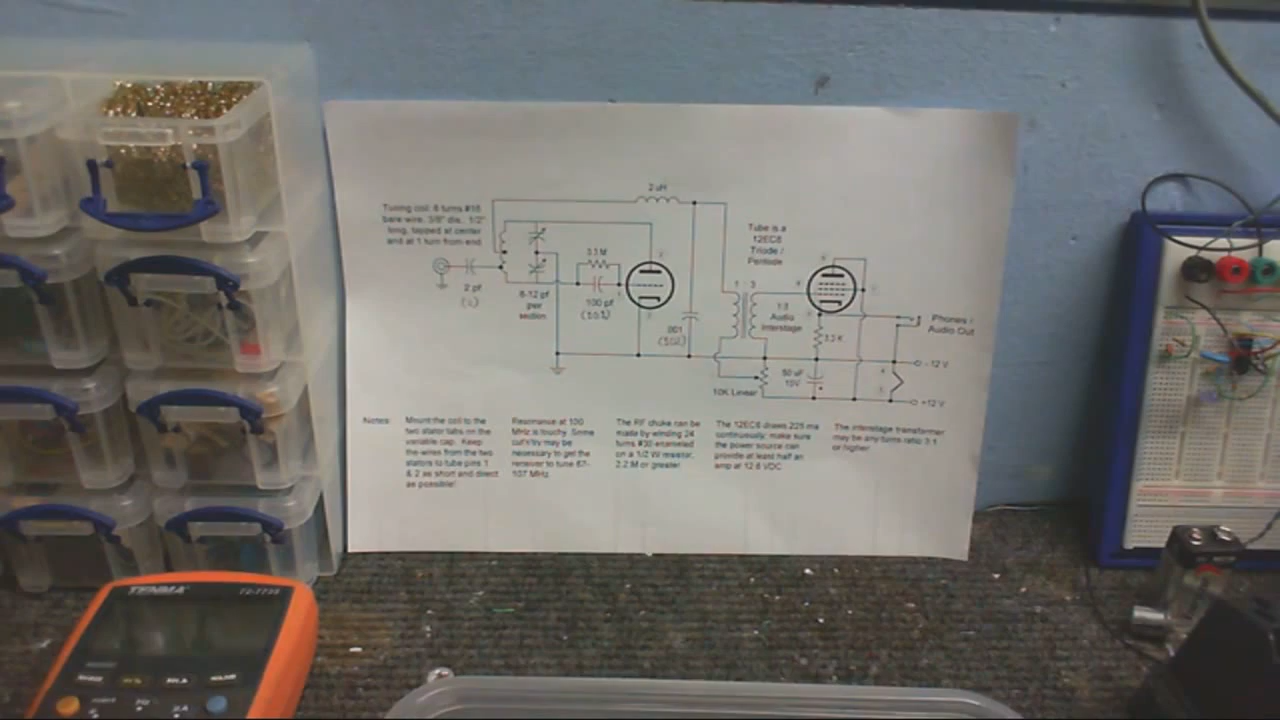 2 uH
Tuning coil: 6 turns #18
bare wire, 3/8" dia., 1/2"
long, tapped at center
and at 1 turn from end
2 pf
8-12 pf
per
section
100 pf
.001
Tube is a
Triode /
Pentode
1 3
1:3
Audio
Interstage
3.3 K
Phones /
Audio Out
- 12 V
+12 V
50 uF
10V
10K Linear
Notes:
Mount the coil to the
two stator tabs on the
variable cap. Keep
the wires from the two
stators to tube pins 1
& 2 as short and direct
as possible!
Resonance at 100
MHz is touchy. Some
cut'n'try may be
necessary to get the
receiver to tune 87-
107 MHz
The RF choke can be
made by winding 24
turns #30 enameled
on a 1/2 W resistor,
2.2 M or greater
The 12EC8 draws 225 ma
continuously; make sure
the power source can
provide at least half an
amp at 12.6 VDC
The interstage transformer
may be any turns ratio 3:1
or higher
TENMA